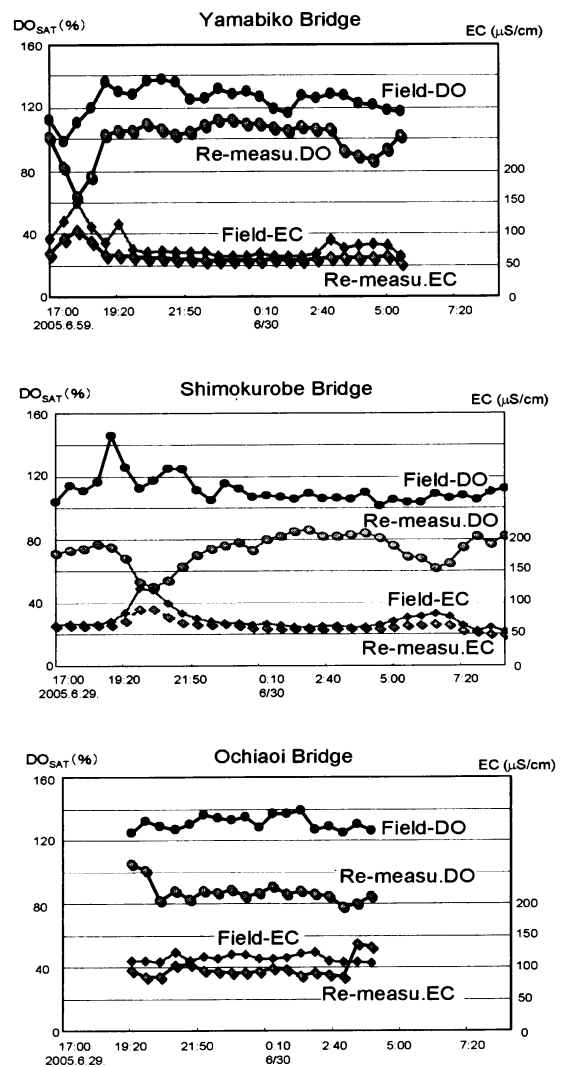 Yamabiko Bridge
DO SAT (%)
EC (μS/cm)
160
120
80
40
0
200
150
100
50
0
Field-DO
Re-measu.DO
Field-EC
Re-measu.EC
17:00 19:20 21:50 0:10 2:40 5:00 7:20
2005.6.59. 6/30
Shimokurobe Bridge
DO SAT (%)
EC (μS/cm)
160
120
80
40
0
200
150
100
50
0
Field-DO
Re-measu.DO
Field-EC
Re-measu.EC
17:00 19:20 21:50 0:10 2:40 5:00 7:20
2005.6.29. 6/30
Ochiaoi Bridge
DO SAT (%)
EC (μS/cm)
160
120
80
40
0
200
150
100
50
0
Field-DO
Re-measu.DO
Field-EC
Re-measu.EC
17:00 19:20 21:50 0:10 2:40 5:00 7:20
2005.6.29. 6/30